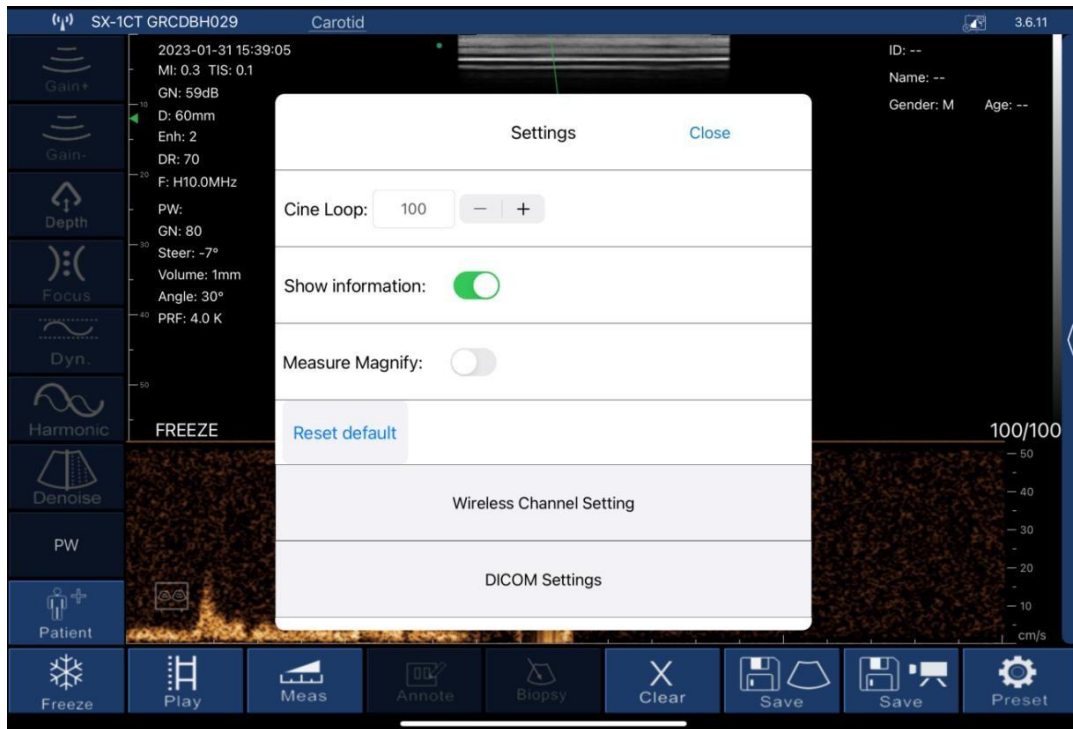 SX-1CT GRCDBH029 Carotid 3.6.11
2023-01-31 15:39:05
MI: 0.3 TIS: 0.1
GN: 59dB
D: 60mm
Enh: 2
DR: 70
F: H10.0MHz
PW:
GN: 80
Steer: -7°
Volume: 1mm
Angle: 30°
PRF: 4.0 K
ID: --
Name: --
Gender: M Age: --
Gain+
Gain-
Depth
Focus
Dyn.
Harmonic
Denoise
PW
Patient
10
20
30
40
50
Settings Close
Cine Loop: 100 − +
Show information:
Measure Magnify:
Reset default
Wireless Channel Setting
DICOM Settings
FREEZE 100/100
50
40
30
20
10
cm/s
Freeze Play Meas Annote Biopsy Clear Save Save Preset